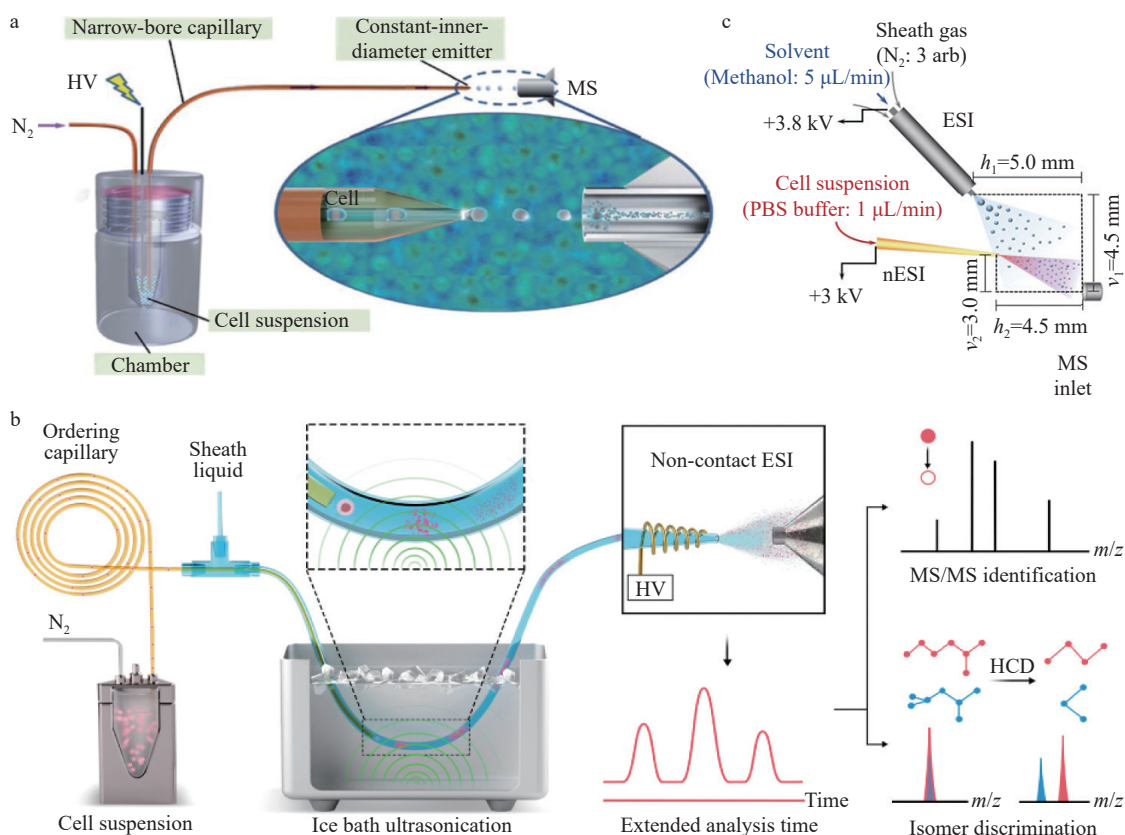 a
Narrow-bore capillary
HV
N2
Constant-inner-
diameter emitter
MS
Cell
Cell suspension
Chamber
c
Sheath gas
(N2: 3 arb)
Solvent
(Methanol: 5 μL/min)
+3.8 kV
ESI
h1=5.0 mm
Cell suspension
(PBS buffer: 1 μL/min)
nESI
+3 kV
v1=4.5 mm
v2=3.0 mm
h2=4.5 mm
MS
inlet
b
Ordering
capillary
Sheath
liquid
N2
Cell suspension
Ice bath ultrasonication
Non-contact ESI
HV
Time
Extended analysis time
m/z
MS/MS identification
HCD
m/z
m/z
Isomer discrimination